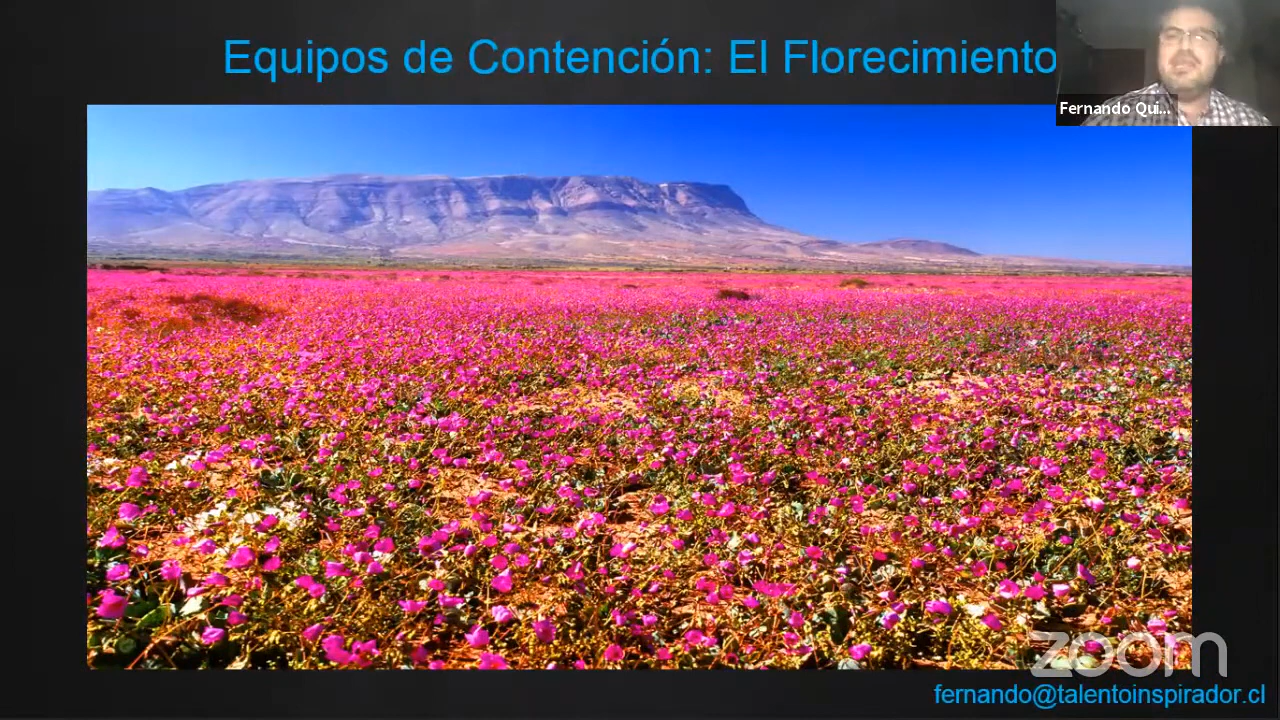 Equipos de Contención: El Florecimiento
Fernando Qui...
zoom
fernando@talentoinspirador.cl